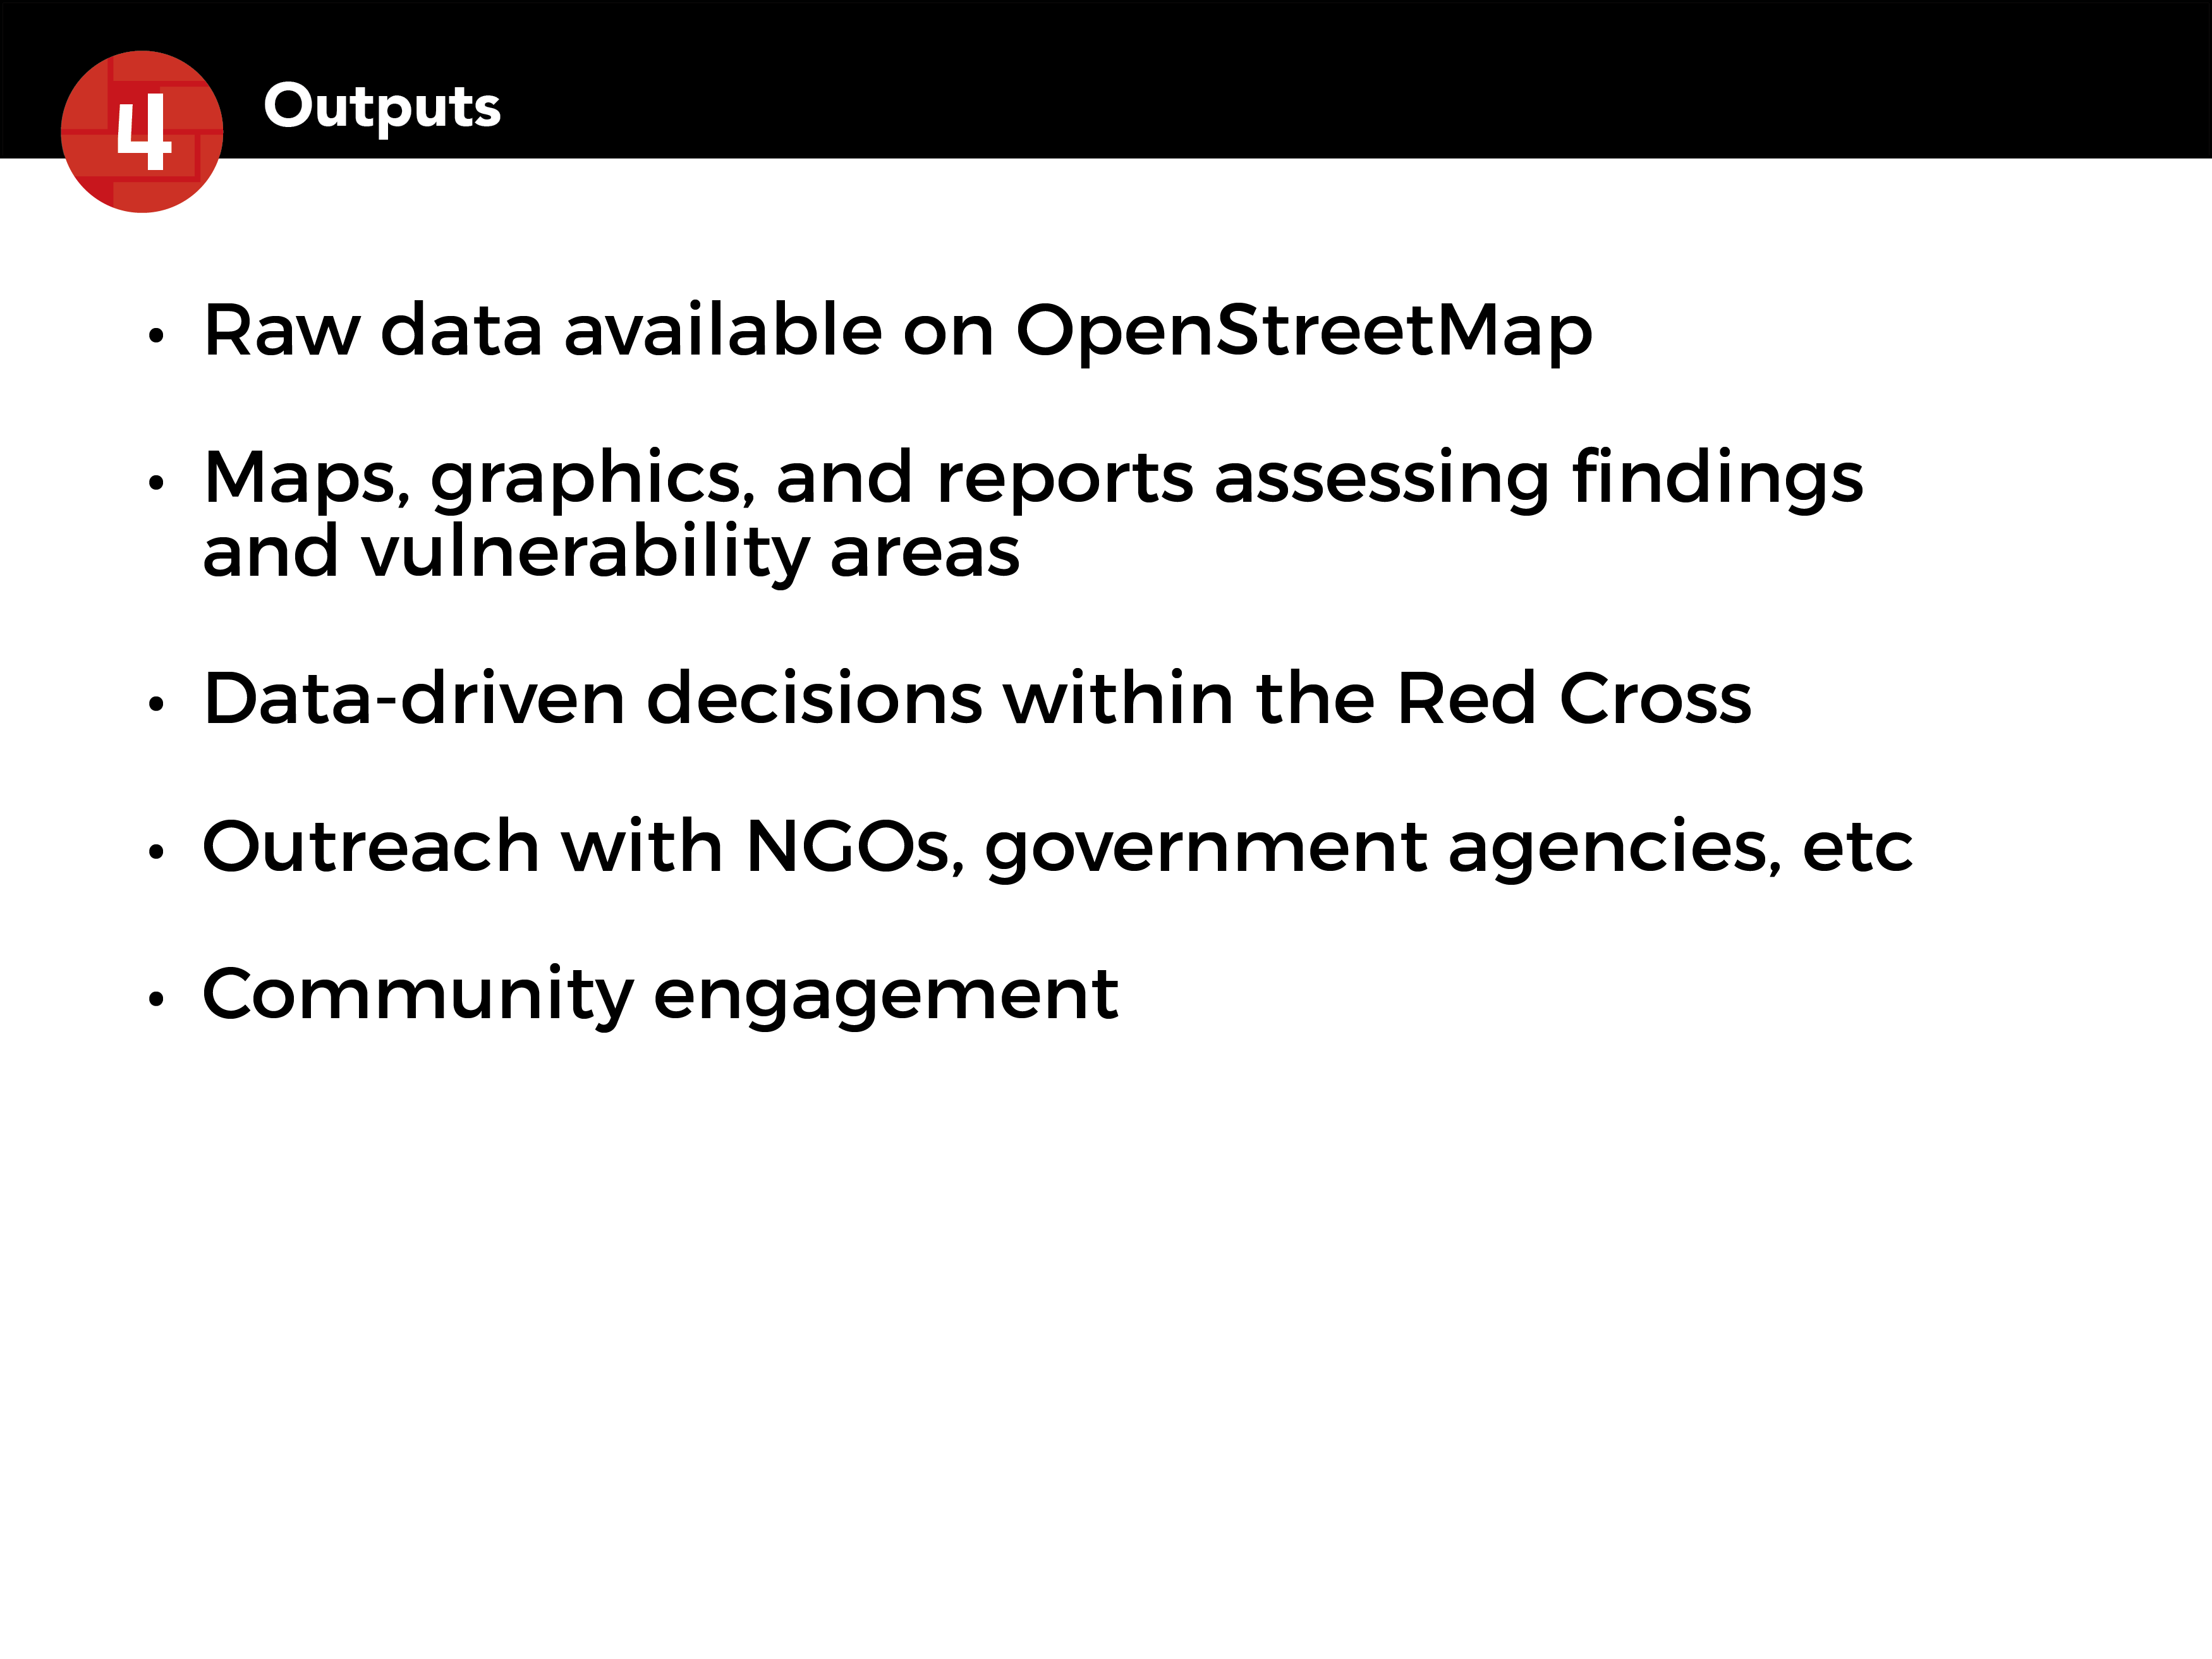 4
Outputs
• Raw data available on OpenStreetMap
• Maps, graphics, and reports assessing findings
and vulnerability areas
• Data-driven decisions within the Red Cross
• Outreach with NGOs, government agencies, etc
• Community engagement